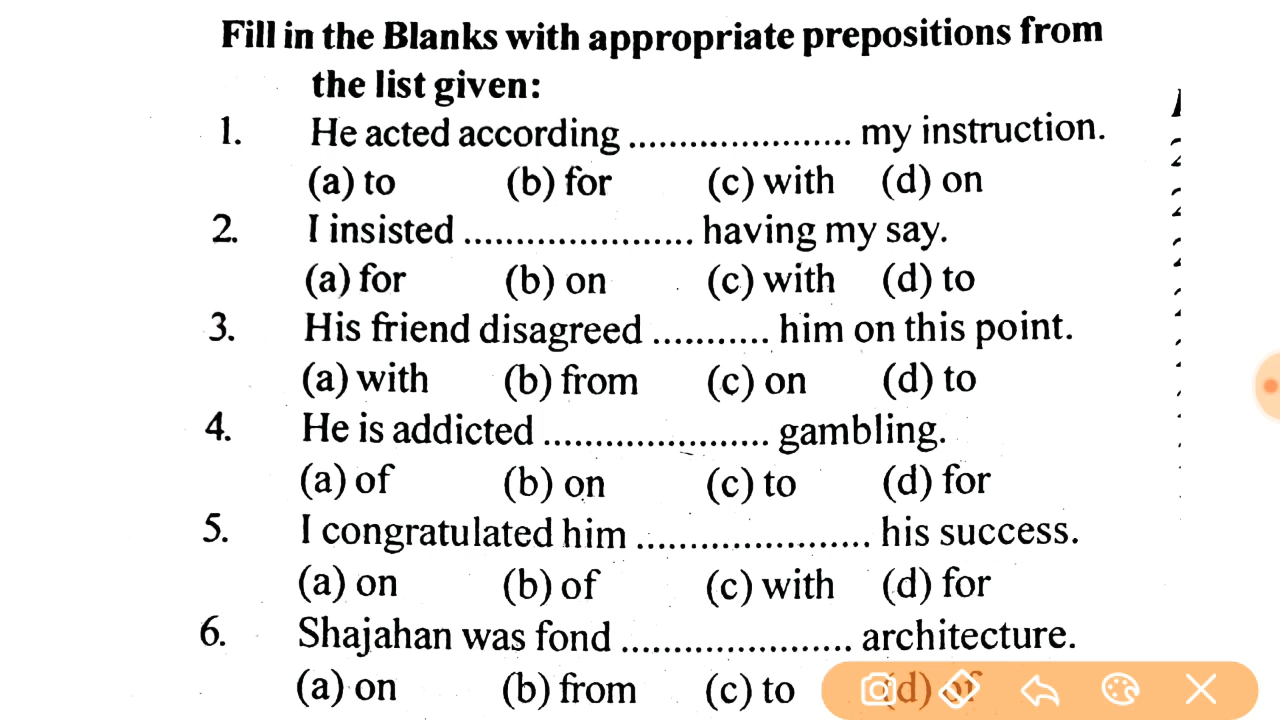 Fill in the Blanks with appropriate prepositions from
the list given:
1. He acted according ...................... my instruction.
(a) to (b) for (c) with (d) on
2. I insisted ...................... having my say.
(a) for (b) on (c) with (d) to
3. His friend disagreed ........... him on this point.
(a) with (b) from (c) on (d) to
4. He is addicted ...................... gambling.
(a) of (b) on (c) to (d) for
5. I congratulated him ...................... his success.
(a) on (b) of (c) with (d) for
6. Shajahan was fond ...................... architecture.
(a) on (b) from (c) to (d) of